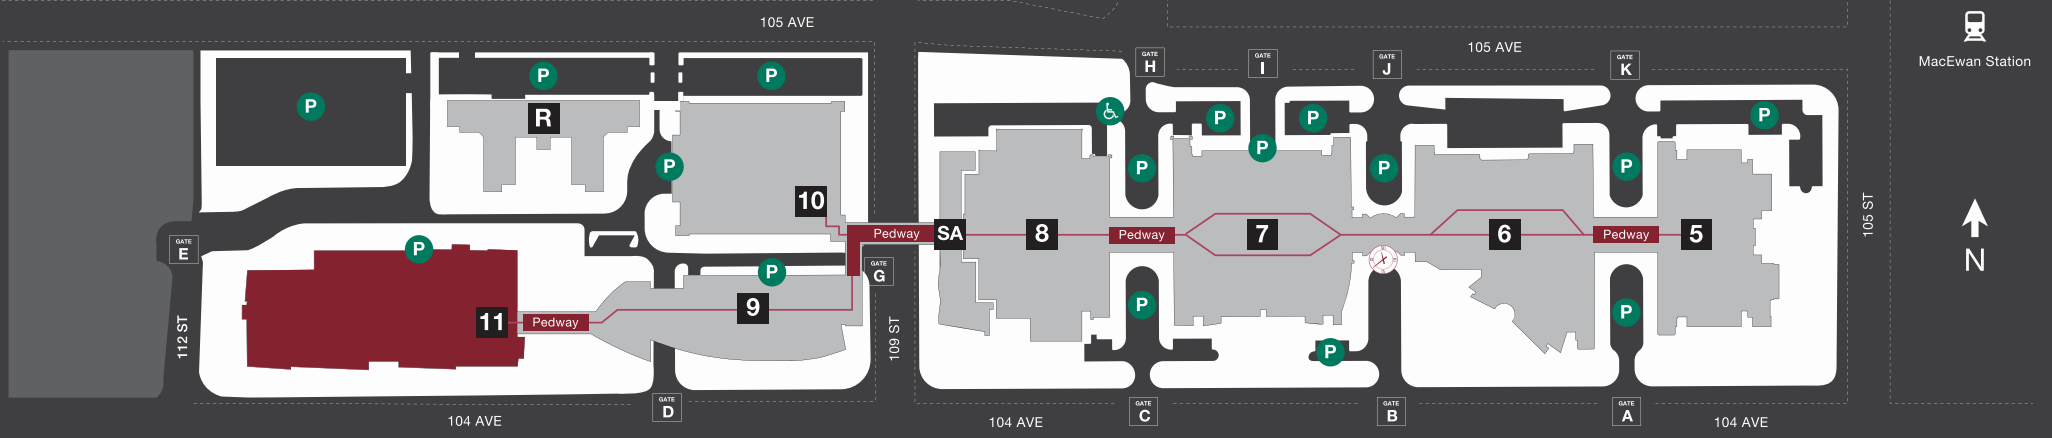 105 AVE
105 AVE
MacEwan Station
GATE
H
GATE
I
GATE
J
GATE
K
P
P
P
P
P
P
P
R
P
P
P
P
P
10
Pedway
SA
8
Pedway
7
6
Pedway
5
105 ST
N
GATE
E
P
P
GATE
G
9
11
Pedway
P
P
P
112 ST
109 ST
GATE
D
GATE
C
GATE
B
GATE
A
104 AVE
104 AVE
104 AVE